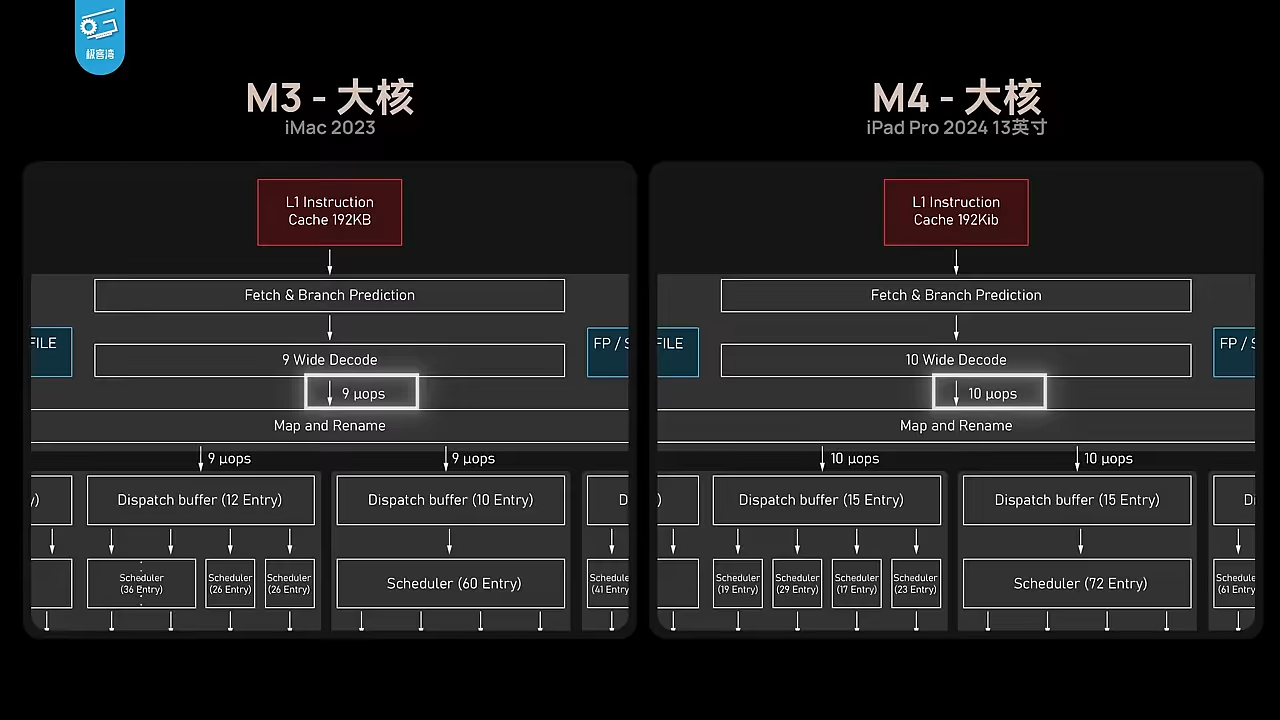 极客湾
M3 - 大核
iMac 2023
L1 Instruction
Cache 192KB
Fetch & Branch Prediction
FILE
9 Wide Decode
FP / S
9 µops
Map and Rename
9 µops
9 µops
y)
Dispatch buffer (12 Entry)
Dispatch buffer (10 Entry)
D
Scheduler
(36 Entry)
Scheduler
(26 Entry)
Scheduler
(26 Entry)
Scheduler (60 Entry)
Schedule
(41 Entry
M4 - 大核
iPad Pro 2024 13英寸
L1 Instruction
Cache 192Kib
Fetch & Branch Prediction
FILE
10 Wide Decode
FP / S
10 µops
Map and Rename
10 µops
10 µops
)
Dispatch buffer (15 Entry)
Dispatch buffer (15 Entry)
Di
Scheduler
(19 Entry)
Scheduler
(29 Entry)
Scheduler
(17 Entry)
Scheduler
(23 Entry)
Scheduler (72 Entry)
Schedule
(61 Entry